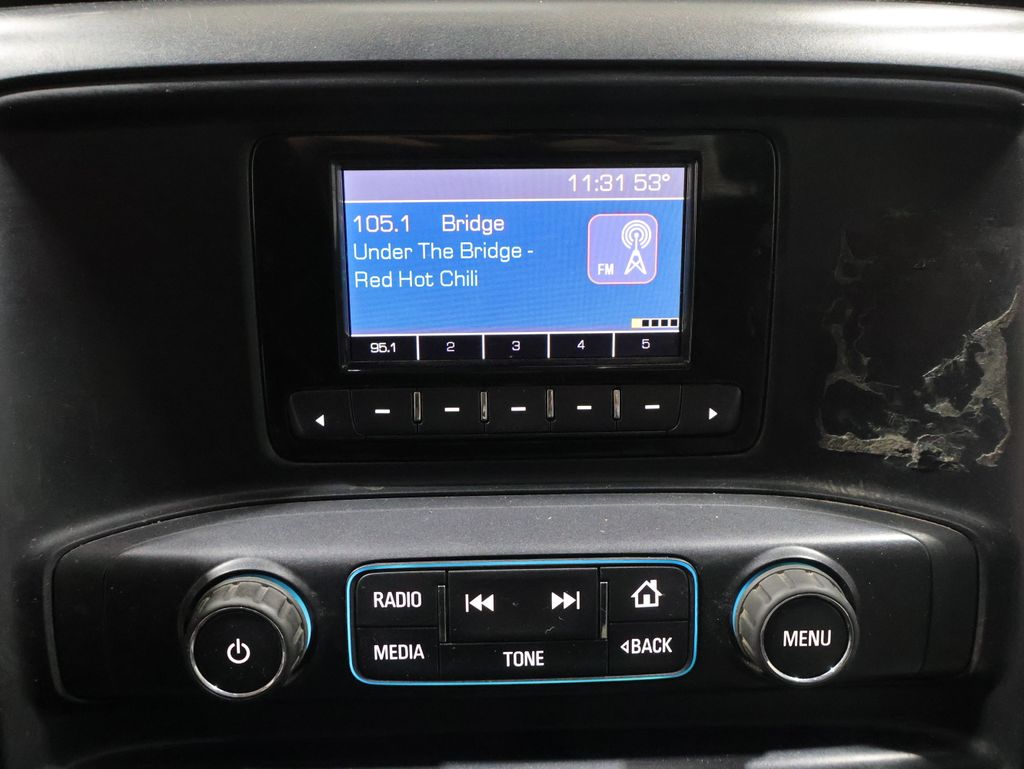 11:31 53°
105.1 Bridge
Under The Bridge -
Red Hot Chili
FM
95.1 2 3 4 5
RADIO
MEDIA
TONE
BACK
MENU